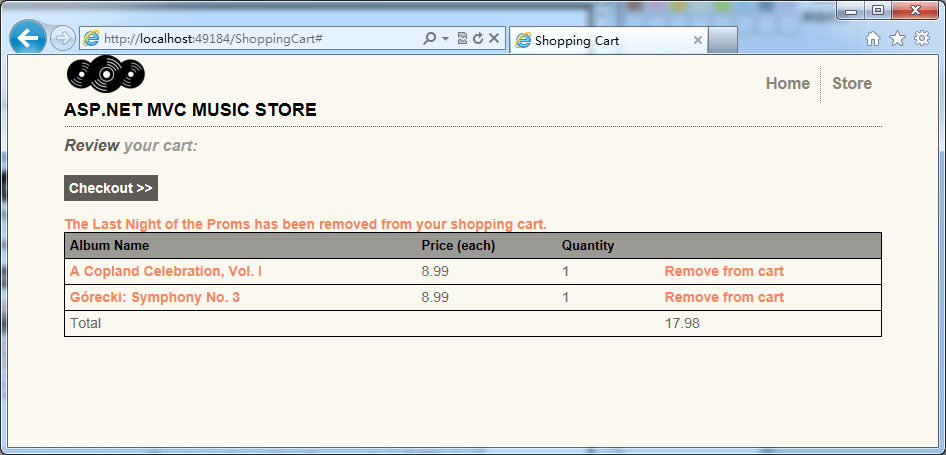 http://localhost:49184/ShoppingCart#
Shopping Cart
Home
Store
ASP.NET MVC MUSIC STORE
Review your cart:
Checkout >>
The Last Night of the Proms has been removed from your shopping cart.
Album Name Price (each) Quantity
A Copland Celebration, Vol. I 8.99 1 Remove from cart
Górecki: Symphony No. 3 8.99 1 Remove from cart
Total 17.98